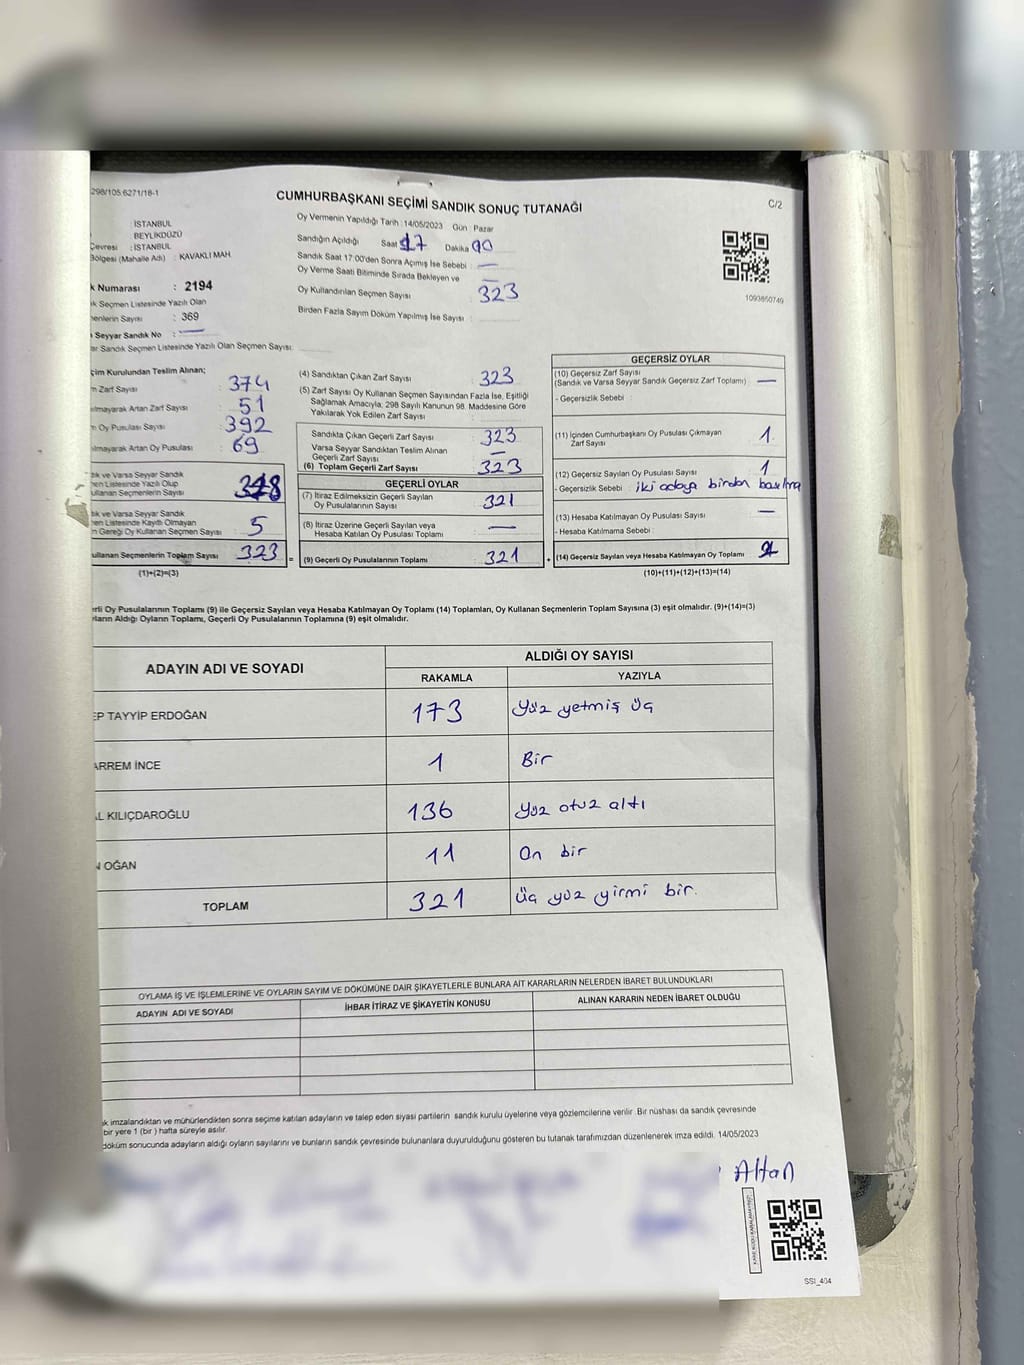 298/105.6271/18-1
CUMHURBAŞKANI SEÇİMİ SANDIK SONUÇ TUTANAĞI
C/2
İSTANBUL
BEYLİKDÜZÜ
Çevresi : İSTANBUL
Bölgesi (Mahalle Adı) : KAVAKLI MAH.
k Numarası : 2194
k Seçmen Listesinde Yazılı Olan
menlerin Sayısı : 369
Seyyar Sandık No : —
ar Sandık Seçmen Listesinde Yazılı Olan Seçmen Sayısı:
Oy Vermenin Yapıldığı Tarih : 14/05/2023 Gün : Pazar
Sandığın Açıldığı Saat 17 Dakika
Sandık Saat 17:00'den Sonra Açımış İse Sebebi : —
Oy Verme Saati Bitiminde Sırada Bekleyen ve —
Oy Kullandırılan Seçmen Sayısı 323
Birden Fazla Sayım Döküm Yapılmış İse Sayısı :
1093850749
çim Kurulundan Teslim Alınan;
m Zarf Sayısı : 374
ılmayarak Artan Zarf Sayısı : 51
m Oy Pusulası Sayısı : 392
ılmayarak Artan Oy Pusulası : 69
dık ve Varsa Seyyar Sandık
men Listesinde Yazılı Olup
ullanan Seçmenlerin Sayısı 318
dık ve Varsa Seyyar Sandık
en Listesinde Kayıtlı Olmayan
n Gereği Oy Kullanan Seçmen Sayısı 5
ullanan Seçmenlerin Toplam Sayısı 323 =
(1)+(2)=(3)
(4) Sandıktan Çıkan Zarf Sayısı : 323
(5) Zarf Sayısı Oy Kullanan Seçmen Sayısından Fazla İse, Eşitliği
Sağlamak Amacıyla; 298 Sayılı Kanunun 98. Maddesine Göre
Yakılarak Yok Edilen Zarf Sayısı :
Sandıkta Çıkan Geçerli Zarf Sayısı : 323
Varsa Seyyar Sandıktan Teslim Alınan —
Geçerli Zarf Sayısı
(6) Toplam Geçerli Zarf Sayısı : 323
GEÇERLİ OYLAR
(7) İtiraz Edilmeksizin Geçerli Sayılan
Oy Pusulalarının Sayısı : 321
(8) İtiraz Üzerine Geçerli Sayılan veya
Hesaba Katılan Oy Pusulası Toplamı : —
(9) Geçerli Oy Pusulalarının Toplamı : 321 +
GEÇERSİZ OYLAR
(10) Geçersiz Zarf Sayısı
(Sandık ve Varsa Seyyar Sandık Geçersiz Zarf Toplamı) : —
- Geçersizlik Sebebi :
(11) İçinden Cumhurbaşkanı Oy Pusulası Çıkmayan
Zarf Sayısı : 1
(12) Geçersiz Sayılan Oy Pusulası Sayısı : 1
- Geçersizlik Sebebi : iki adaya birden basılma
(13) Hesaba Katılmayan Oy Pusulası Sayısı : —
- Hesaba Katılmama Sebebi :
(14) Geçersiz Sayılan veya Hesaba Katılmayan Oy Toplamı : 2
(10)+(11)+(12)+(13)=(14)
erli Oy Pusulalarının Toplamı (9) ile Geçersiz Sayılan veya Hesaba Katılmayan Oy Toplamı (14) Toplamları, Oy Kullanan Seçmenlerin Toplam Sayısına (3) eşit olmalıdır. (9)+(14)=(3)
ların Aldığı Oyların Toplamı, Geçerli Oy Pusulalarının Toplamına (9) eşit olmalıdır.
ADAYIN ADI VE SOYADI ALDIĞI OY SAYISI
RAKAMLA YAZIYLA
EP TAYYİP ERDOĞAN 173 Yüz yetmiş üç
ARREM İNCE 1 Bir
AL KILIÇDAROĞLU 136 Yüz otuz altı
N OĞAN 11 On bir
TOPLAM 321 Üç yüz yirmi bir.
OYLAMA İŞ VE İŞLEMLERİNE VE OYLARIN SAYIM VE DÖKÜMÜNE DAİR ŞİKAYETLERLE BUNLARA AİT KARARLARIN NELERDEN İBARET BULUNDUKLARI
ADAYIN ADI VE SOYADI İHBAR İTİRAZ VE ŞİKAYETİN KONUSU ALINAN KARARIN NEDEN İBARET OLDUĞU
ak imzalandıktan ve mühürlendikten sonra seçime katılan adayların ve talep eden siyasi partilerin sandık kurulu üyelerine veya gözlemcilerine verilir. Bir nüshası da sandık çevresinde
bir yere 1 (bir) hafta süreyle asılır.
döküm sonucunda adayların aldığı oyların sayılarını ve bunların sandık çevresinde bulunanlara duyurulduğunu gösteren bu tutanak tarafımızdan düzenlenerek imza edildi. 14/05/2023
Altan
SSİ_404